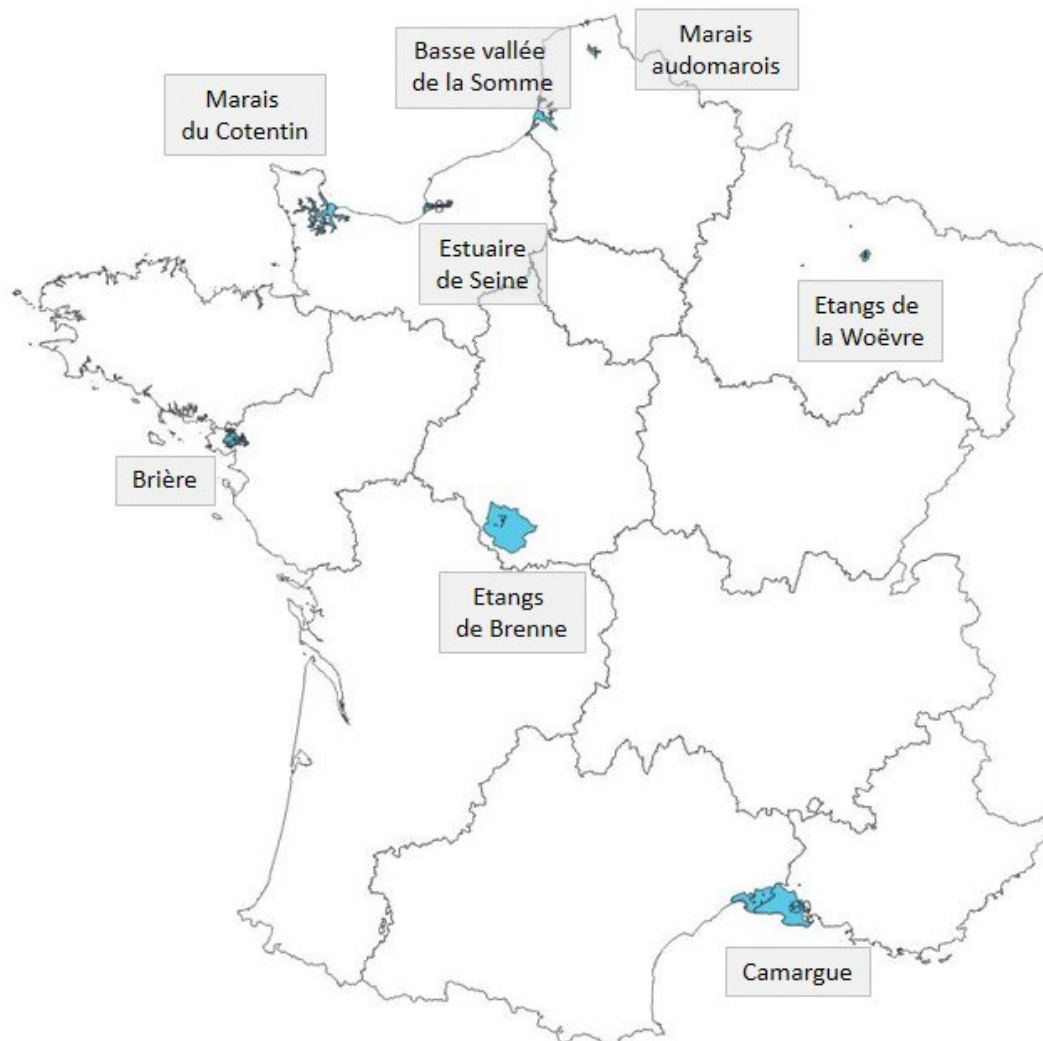 Basse vallée
de la Somme
Marais
audomarois
Marais
du Cotentin
Estuaire
de Seine
Etangs de
la Woëvre
Brière
Etangs
de Brenne
Camargue